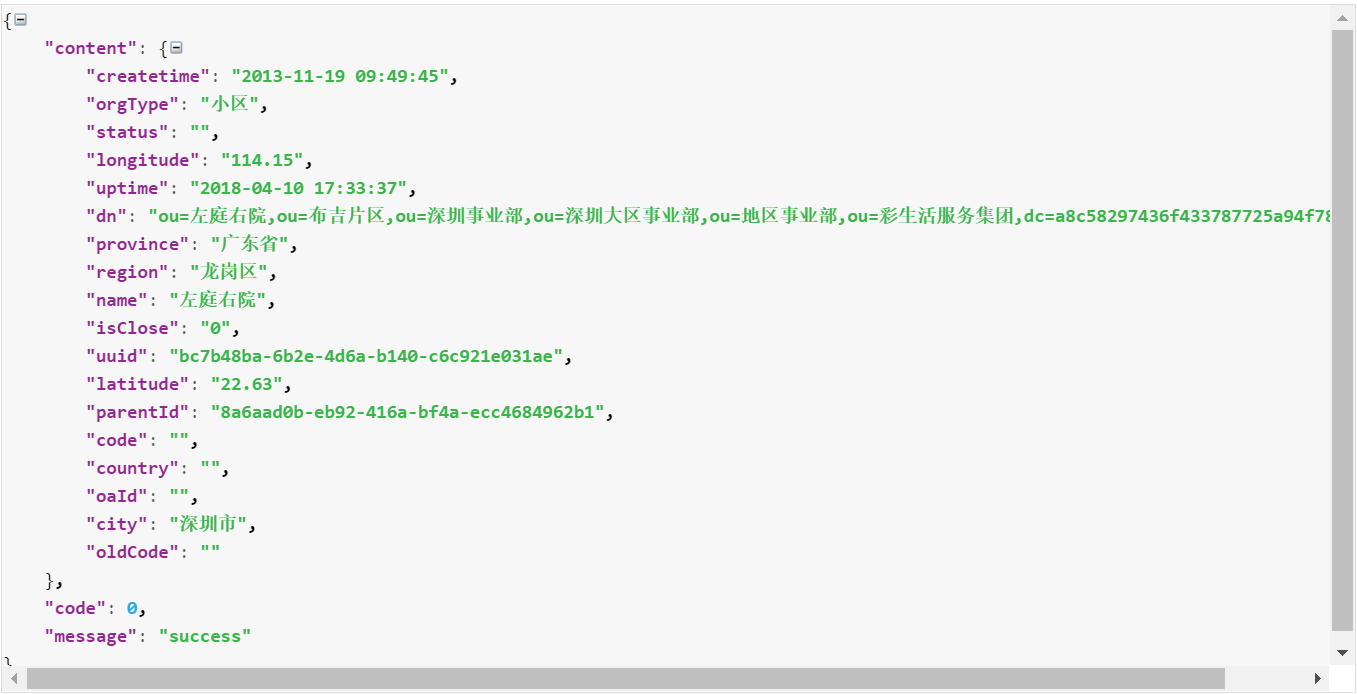 {
"content": {
"createtime": "2013-11-19 09:49:45",
"orgType": "小区",
"status": "",
"longitude": "114.15",
"uptime": "2018-04-10 17:33:37",
"dn": "ou=左庭右院,ou=布吉片区,ou=深圳事业部,ou=深圳大区事业部,ou=地区事业部,ou=彩生活服务集团,dc=a8c58297436f433787725a94f78
"province": "广东省",
"region": "龙岗区",
"name": "左庭右院",
"isClose": "0",
"uuid": "bc7b48ba-6b2e-4d6a-b140-c6c921e031ae",
"latitude": "22.63",
"parentId": "8a6aad0b-eb92-416a-bf4a-ecc4684962b1",
"code": "",
"country": "",
"oaId": "",
"city": "深圳市",
"oldCode": ""
},
"code": 0,
"message": "success"
}